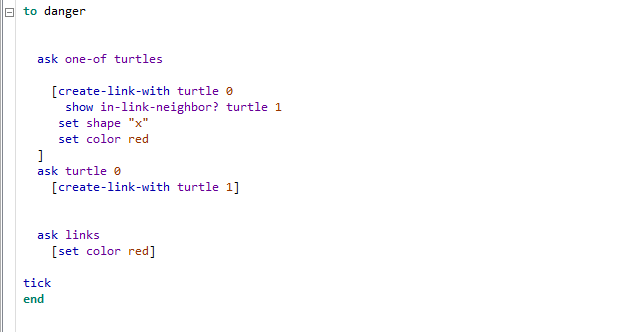 to danger
ask one-of turtles
[create-link-with turtle 0
show in-link-neighbor? turtle 1
set shape "x"
set color red
]
ask turtle 0
[create-link-with turtle 1]
ask links
[set color red]
tick
end